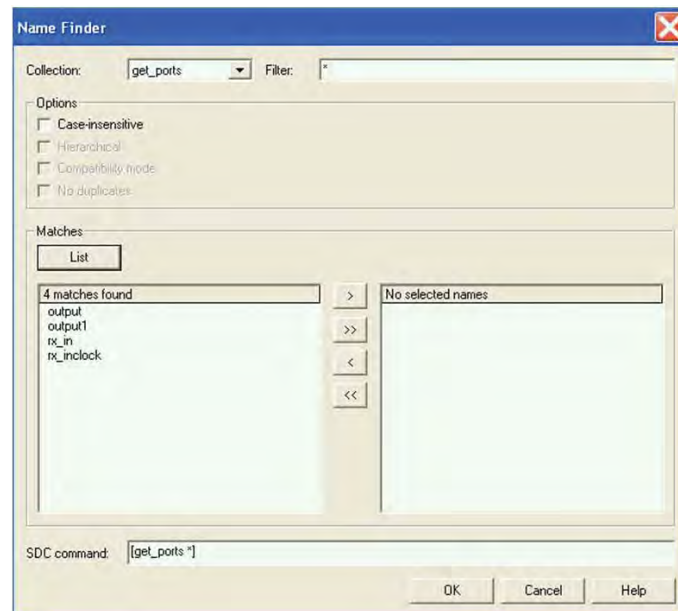 Name Finder
Collection: get_ports Filter: *
Options
Case-insensitive
Hierarchical
Compatibility mode
No duplicates
Matches
List
4 matches found
output
output1
rx_in
rx_inclock
>
>>
<
<<
No selected names
SDC command: [get_ports *]
OK Cancel Help